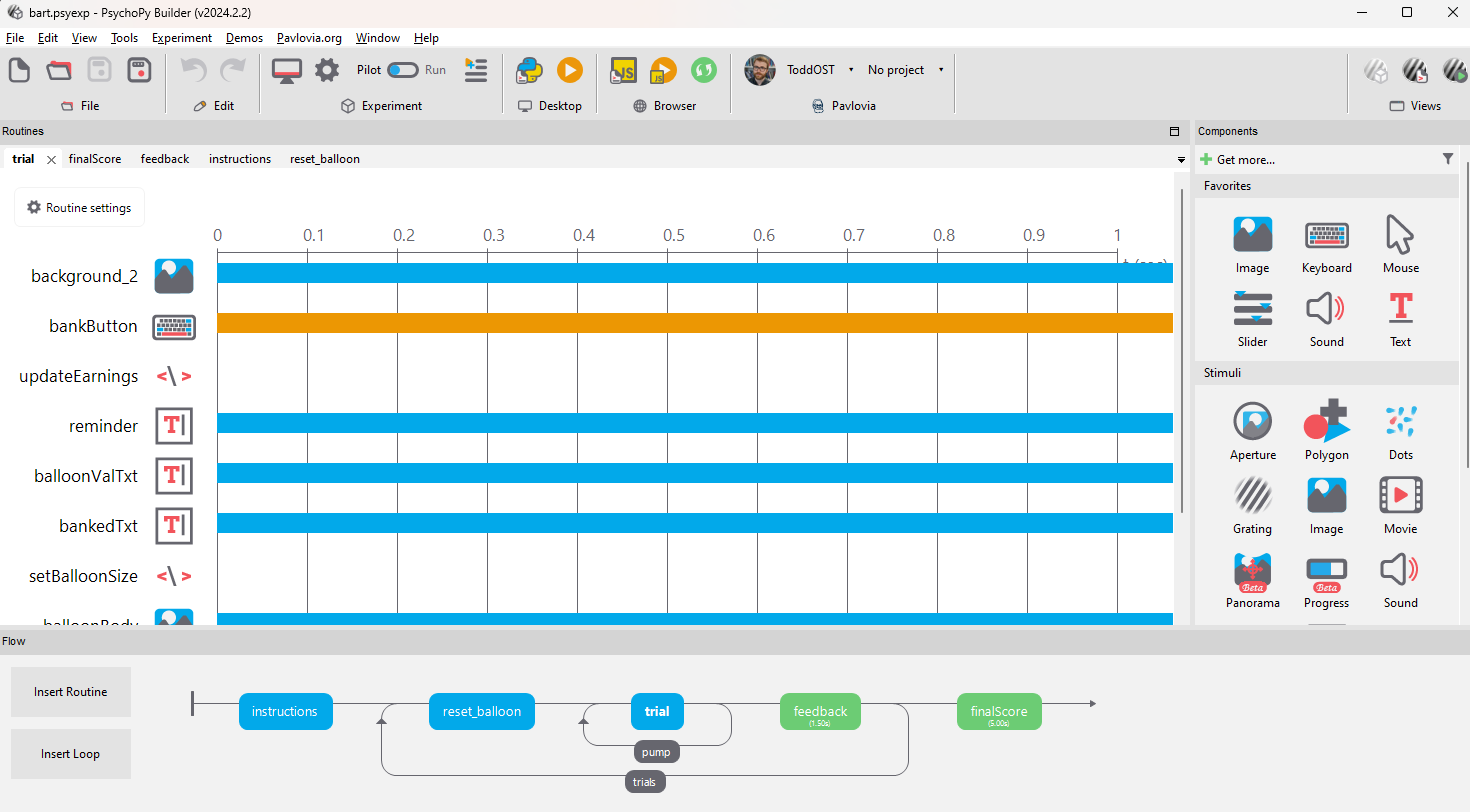 bart.psyexp - PsychoPy Builder (v2024.2.2)
File Edit View Tools Experiment Demos Pavlovia.org Window Help
Pilot Run
JS
JS
ToddOST
No project
File
Edit
Experiment
Desktop
Browser
Pavlovia
Views
Routines
Components
trial finalScore feedback instructions reset_balloon
Get more...
Favorites
Routine settings
0 0.1 0.2 0.3 0.4 0.5 0.6 0.7 0.8 0.9 1
background_2
bankButton
updateEarnings
reminder
balloonValTxt
bankedTxt
setBalloonSize
balloonBody
Image Keyboard Mouse
Slider Sound Text
Stimuli
Aperture Polygon Dots
Grating Image Movie
Beta Beta
Panorama Progress Sound
Flow
Insert Routine
Insert Loop
instructions reset_balloon trial feedback finalScore
(1.50s) (5.00s)
pump
trials